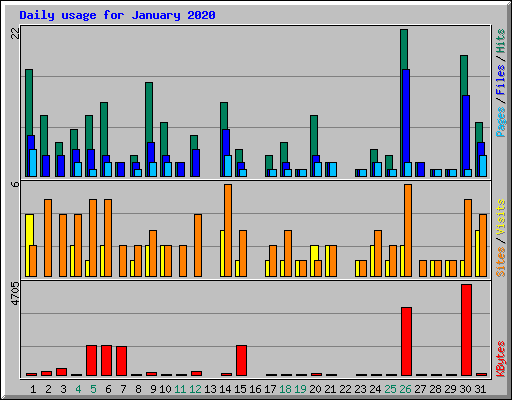 Daily usage for January 2020
22
Pages / Files / Hits
6
Sites / Visits
4705
KBytes
1 2 3 4 5 6 7 8 9 10 11 12 13 14 15 16 17 18 19 20 21 22 23 24 25 26 27 28 29 30 31